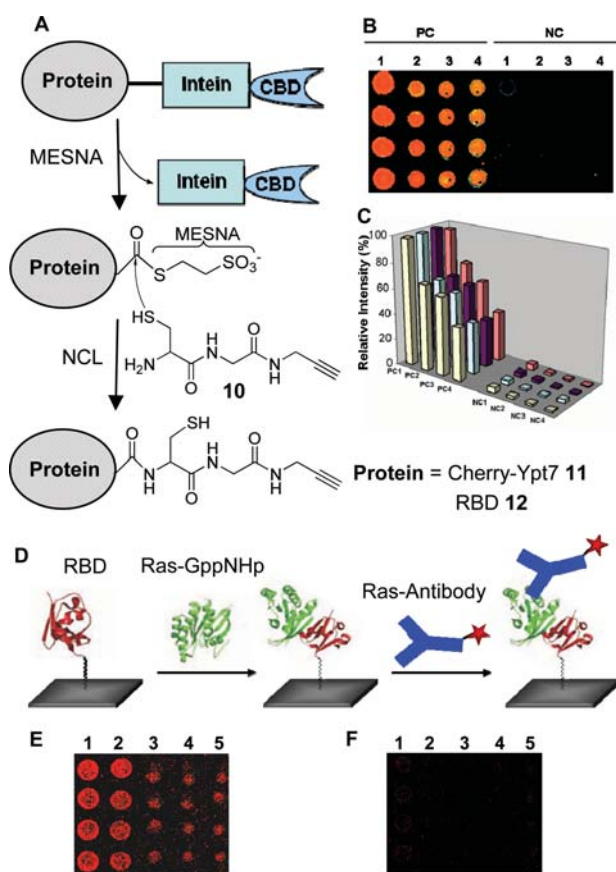 A
Protein
Intein
CBD
MESNA
Intein
CBD
MESNA
O
S
SO3-
Protein
HS
NCL
H2N
O
H
N
O
N
H
10
Protein
O
N
H
SH
O
H
N
O
N
H
B
PC NC
1 2 3 4 1 2 3 4
C
Relative Intensity (%)
100
80
60
40
20
0
PC1
PC2
PC3
PC4
NC1
NC2
NC3
NC4
Protein = Cherry-Ypt7 11
RBD 12
D
RBD
Ras-GppNHp
Ras-Antibody
E
1 2 3 4 5
F
1 2 3 4 5